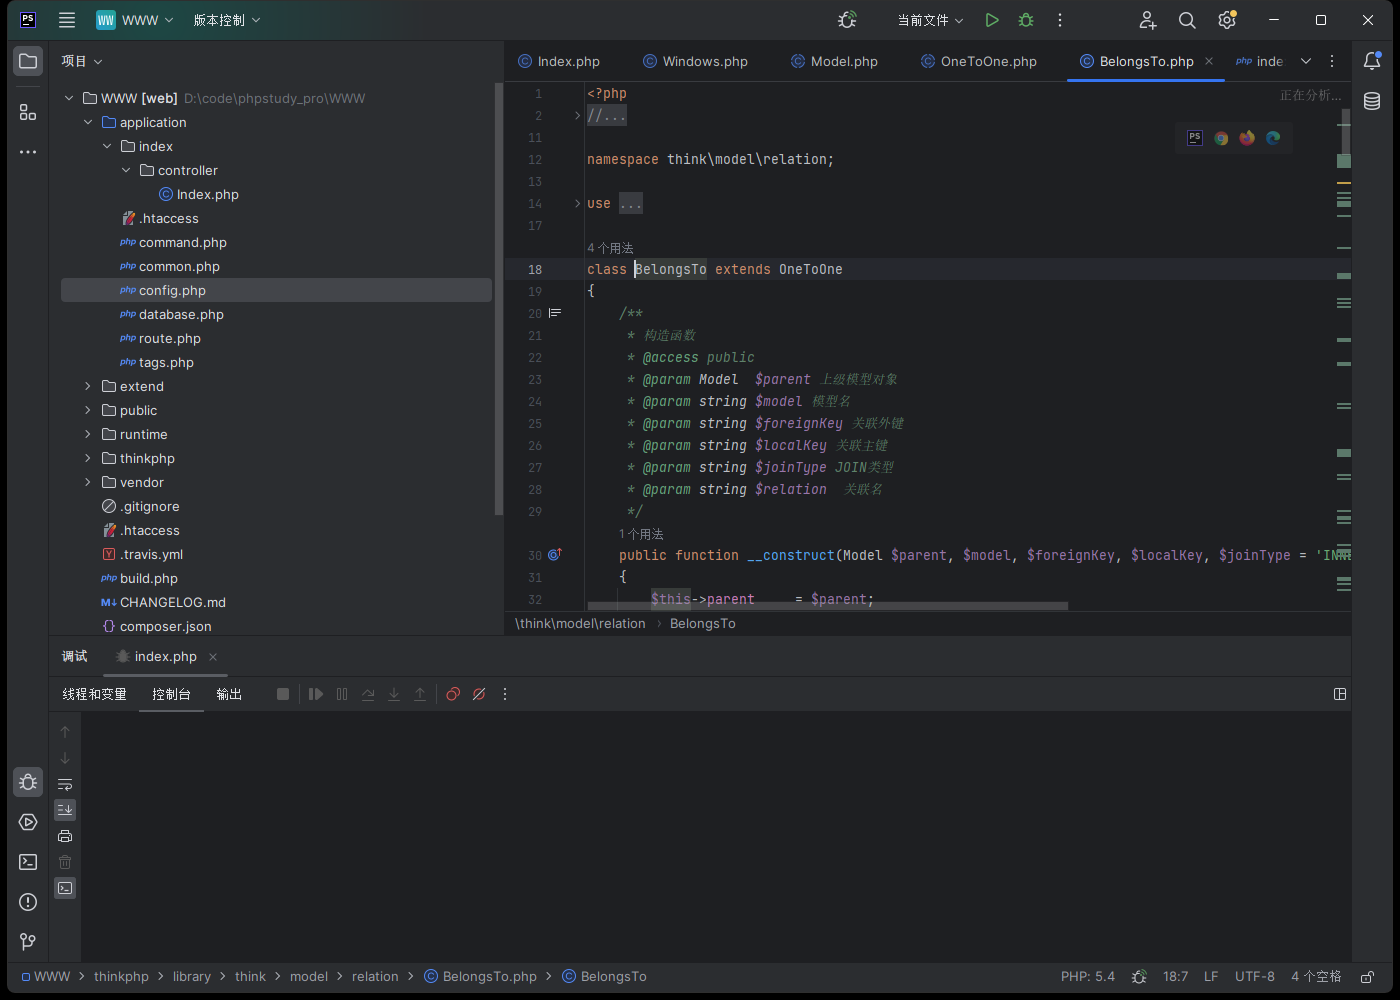 PS WW WWW 版本控制 当前文件
项目
Index.php Windows.php Model.php OneToOne.php BelongsTo.php php inde
WWW [web] D:\code\phpstudy_pro\WWW
application
index
controller
Index.php
.htaccess
php command.php
php common.php
php config.php
php database.php
php route.php
php tags.php
extend
public
runtime
thinkphp
vendor
.gitignore
.htaccess
.travis.yml
php build.php
M↓ CHANGELOG.md
{} composer.json
正在分析...
1 <?php
2 //...
11
12 namespace think\model\relation;
13
14 use ...
17
4 个用法
18 class BelongsTo extends OneToOne
19 {
20 /**
21 * 构造函数
22 * @access public
23 * @param Model $parent 上级模型对象
24 * @param string $model 模型名
25 * @param string $foreignKey 关联外键
26 * @param string $localKey 关联主键
27 * @param string $joinType JOIN类型
28 * @param string $relation 关联名
29 */
1 个用法
30 public function __construct(Model $parent, $model, $foreignKey, $localKey, $joinType = 'INNE
31 {
32 $this->parent = $parent;
\think\model\relation › BelongsTo
调试 index.php
线程和变量 控制台 输出
WWW > thinkphp > library > think > model > relation > BelongsTo.php > BelongsTo PHP: 5.4 18:7 LF UTF-8 4 个空格